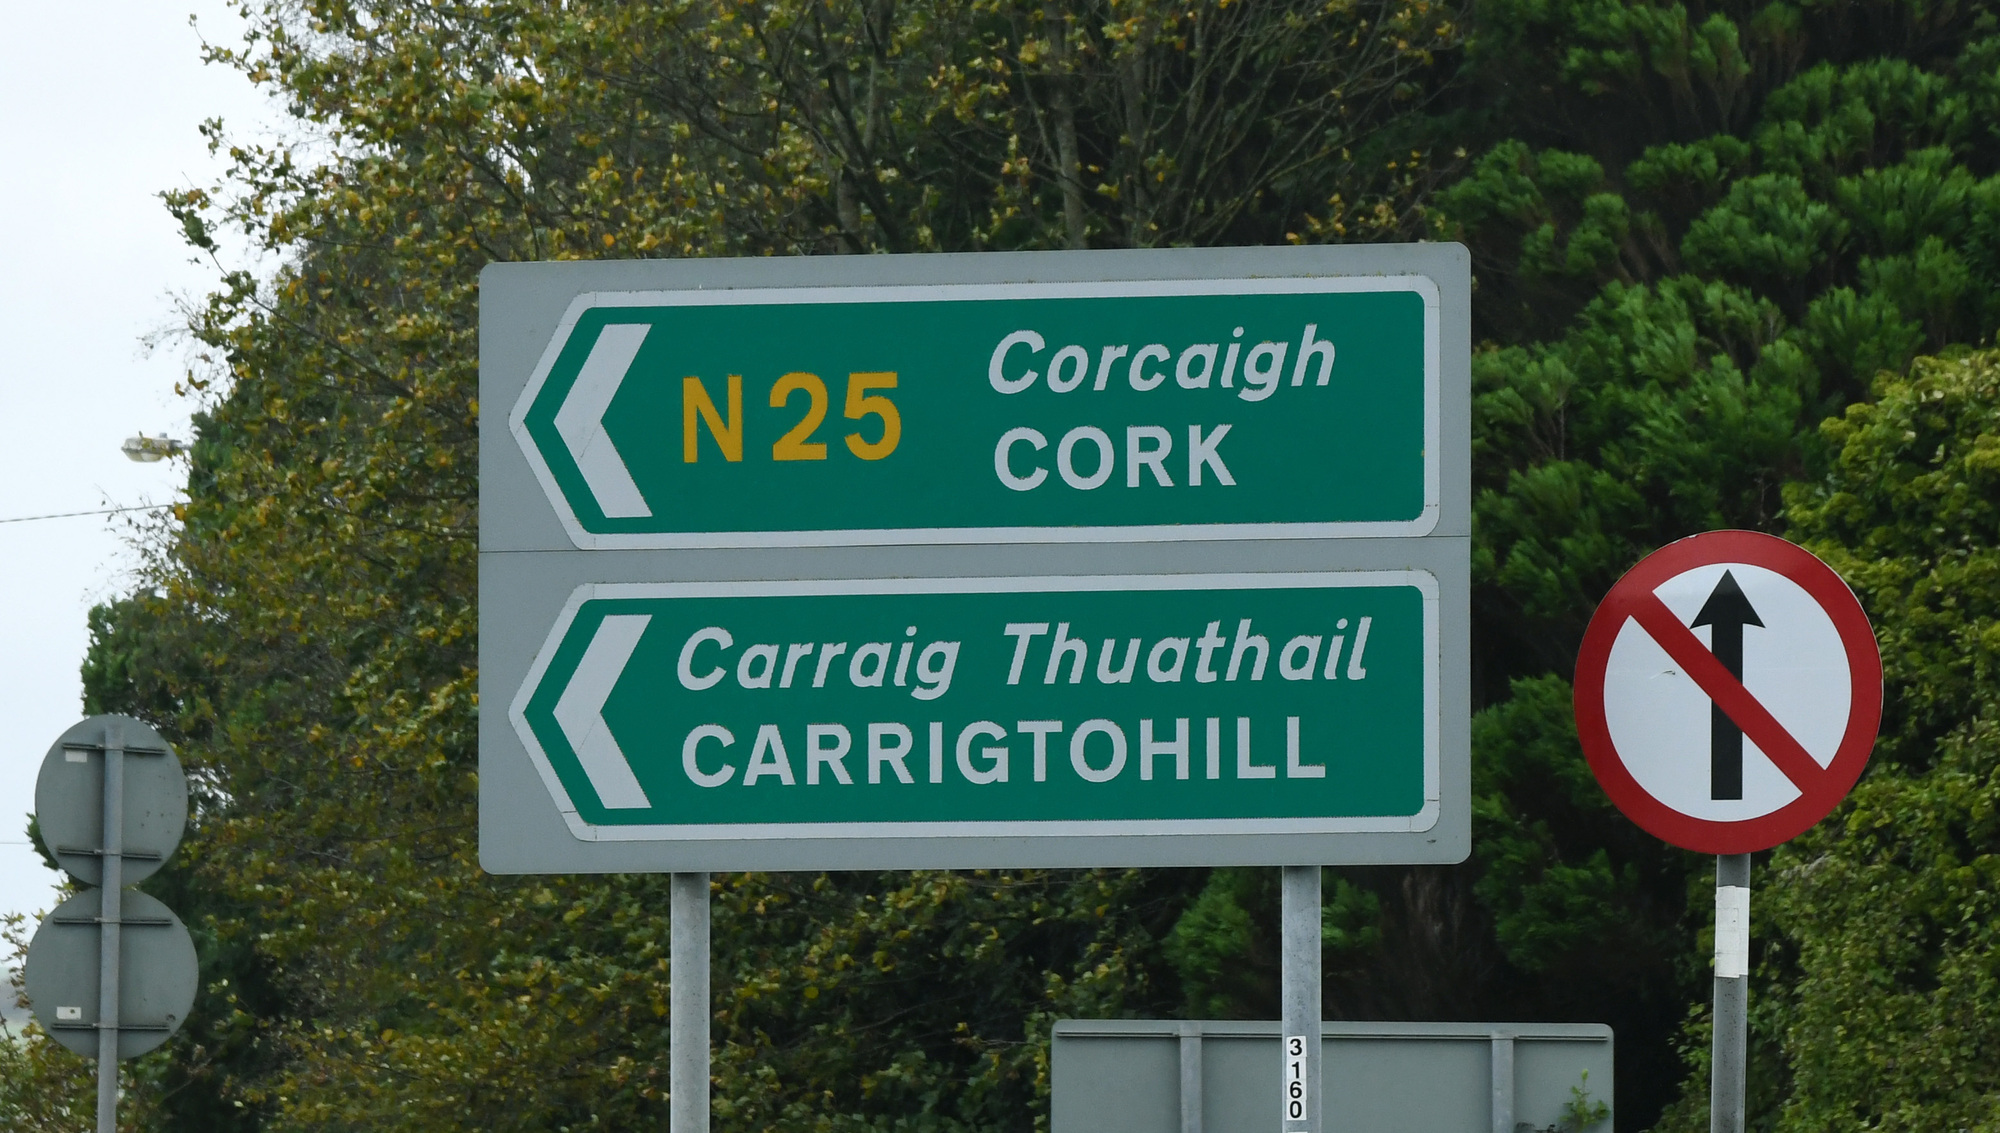 N25
Corcaigh
CORK
Carraig Thuathail
CARRIGTOHILL
3160